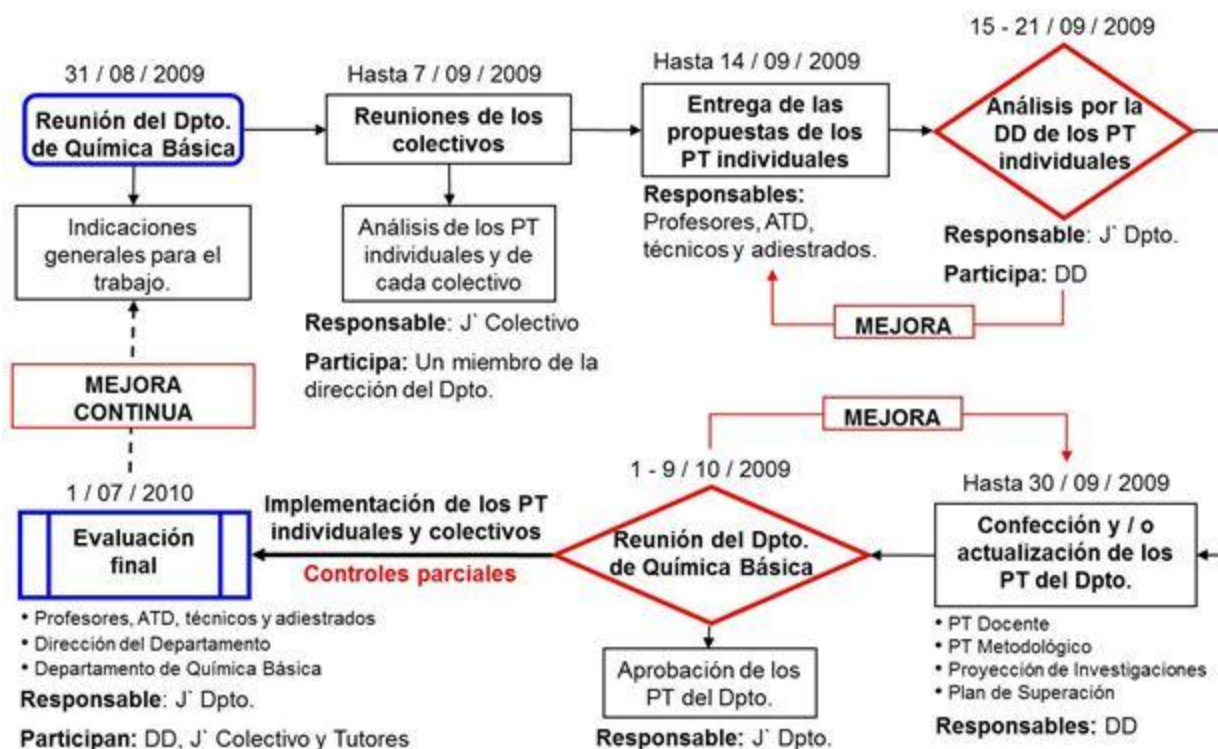 31 / 08 / 2009
Reunión del Dpto.
de Química Básica
Indicaciones
generales para el
trabajo.
Hasta 7 / 09 / 2009
Reuniones de los
colectivos
Análisis de los PT
individuales y de
cada colectivo
Responsable: J` Colectivo
Participa: Un miembro de la
dirección del Dpto.
Hasta 14 / 09 / 2009
Entrega de las
propuestas de los
PT individuales
Responsables:
Profesores, ATD,
técnicos y adiestrados.
15 - 21 / 09 / 2009
Análisis por la
DD de los PT
individuales
Responsable: J` Dpto.
Participa: DD
MEJORA
MEJORA
Hasta 30 / 09 / 2009
Confección y / o
actualización de los
PT del Dpto.
• PT Docente
• PT Metodológico
• Proyección de Investigaciones
• Plan de Superación
Responsables: DD
1 - 9 / 10 / 2009
Reunión del Dpto.
de Química Básica
Aprobación de los
PT del Dpto.
Responsable: J` Dpto.
Implementación de los PT
individuales y colectivos
Controles parciales
1 / 07 / 2010
Evaluación
final
• Profesores, ATD, técnicos y adiestrados
• Dirección del Departamento
• Departamento de Química Básica
Responsable: J` Dpto.
Participan: DD, J` Colectivo y Tutores
MEJORA
CONTINUA